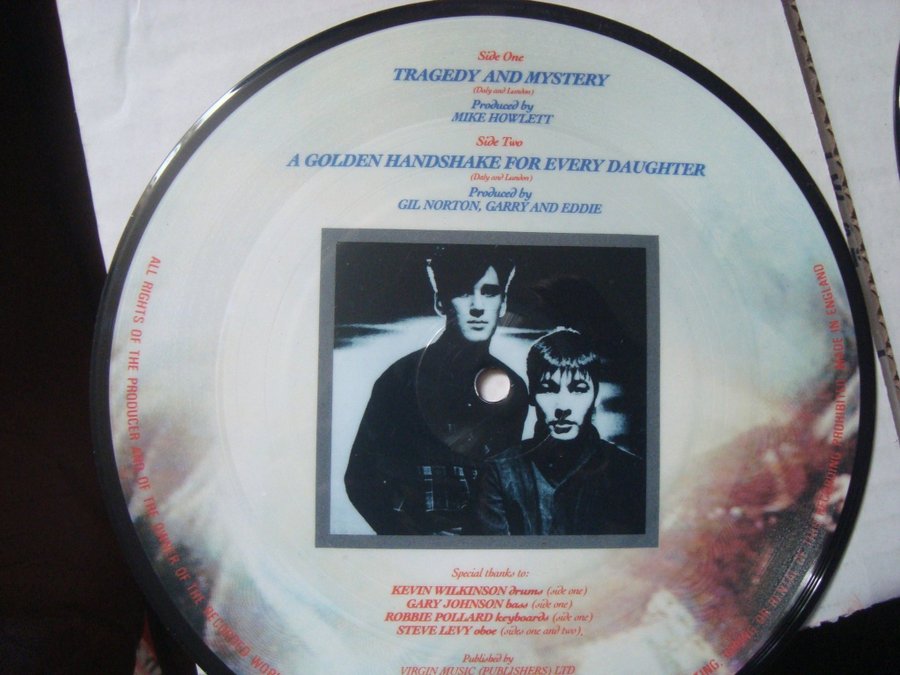 Side One
TRAGEDY AND MYSTERY
(Daly and Lundon)
Produced by
MIKE HOWLETT
Side Two
A GOLDEN HANDSHAKE FOR EVERY DAUGHTER
(Daly and Lundon)
Produced by
GIL NORTON, GARRY AND EDDIE
Special thanks to:
KEVIN WILKINSON drums (side one)
GARY JOHNSON bass (side one)
ROBBIE POLLARD keyboards (side one)
STEVE LEVY oboe (sides one and two).
Published by
VIRGIN MUSIC (PUBLISHERS) LTD
ALL RIGHTS OF THE PRODUCER AND OF THE OWNER OF THE RECORDED WORK
RECORDING PROHIBITED MADE IN ENGLAND